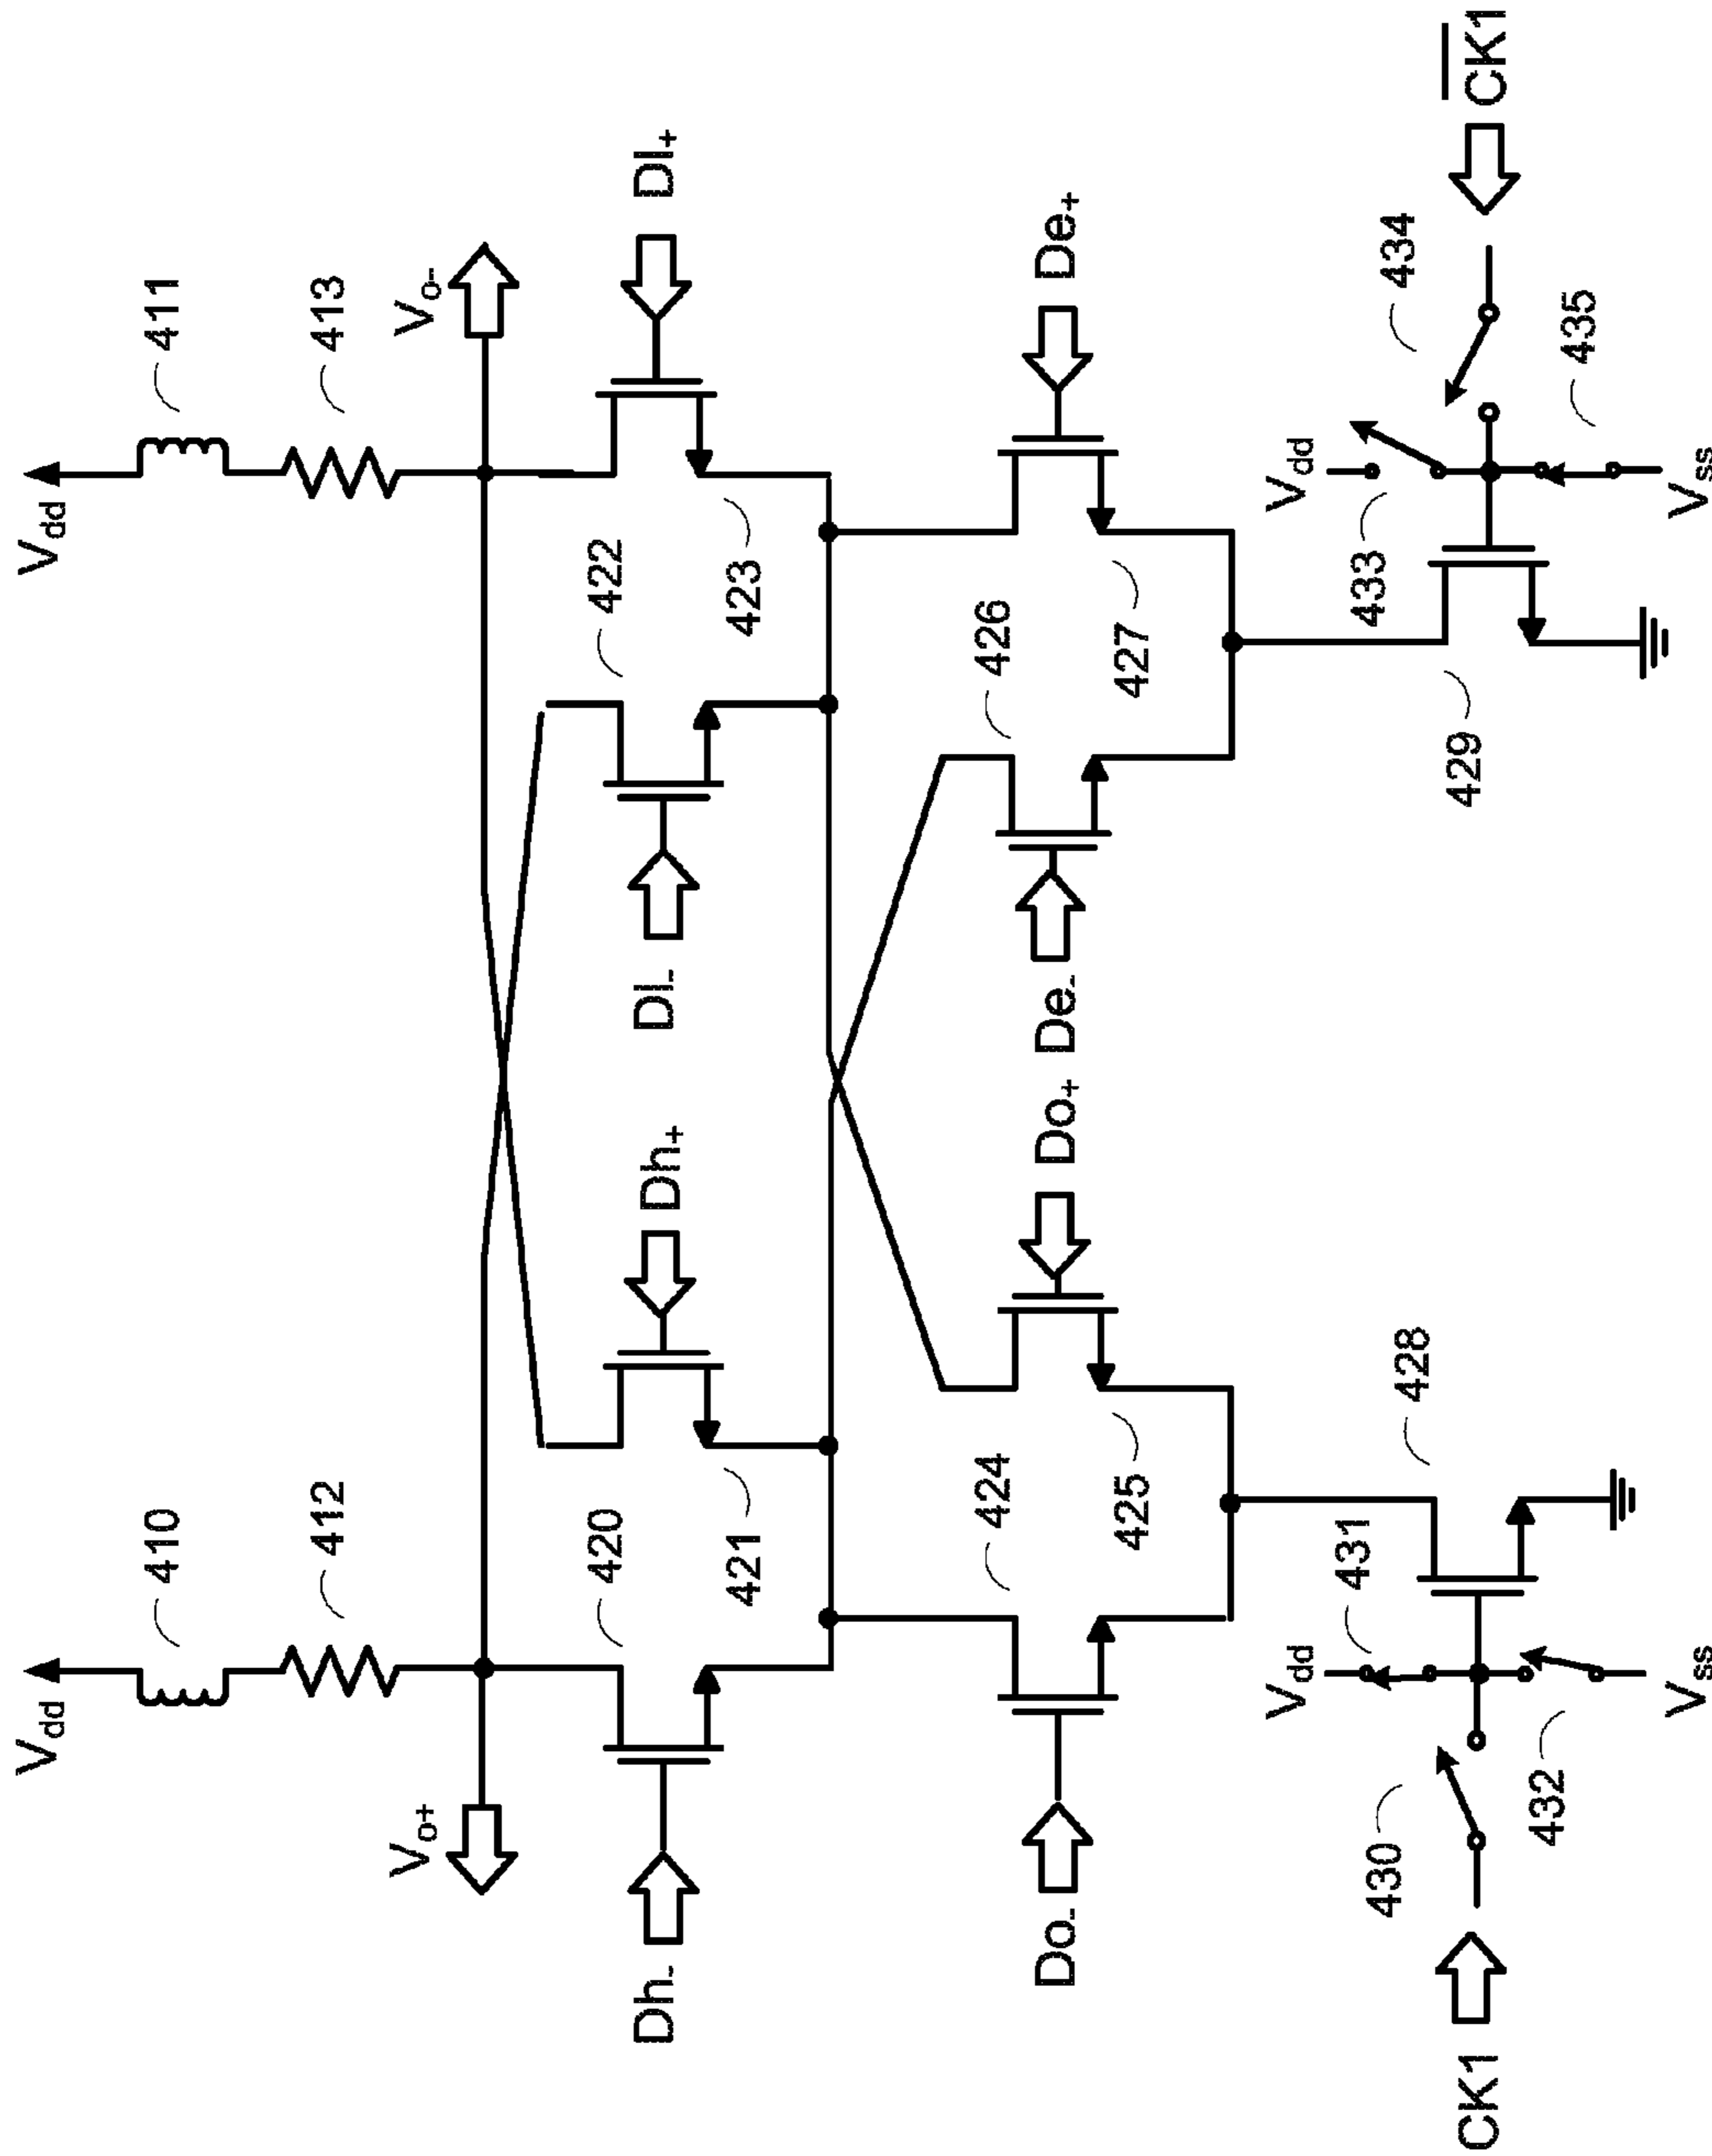 Vdd
Vdd
410
411
412
413
Vo+
Vo-
420
422
Dh-
Dh+
Dl-
Dl+
421
423
424
426
Do-
Do+
De-
De+
425
427
Vdd
431
428
429
433
Vdd
434
430
432
435
CK1
CK1
Vss
Vss